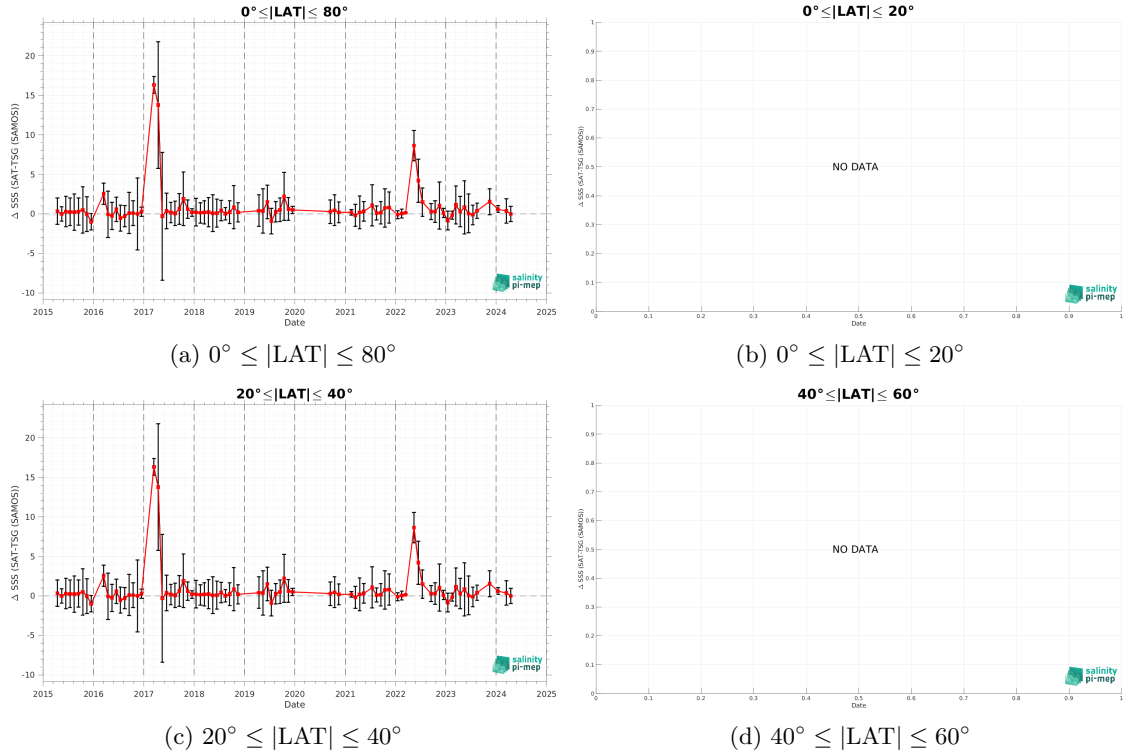 0°≤|LAT|≤ 80°
Δ SSS (SAT-TSG (SAMOS))
20
15
10
5
0
-5
-10
2015 2016 2017 2018 2019 2020 2021 2022 2023 2024 2025
Date
salinity
pi-mep
(a) 0° ≤ |LAT| ≤ 80°
0°≤|LAT|≤ 20°
Δ SSS (SAT-TSG (SAMOS))
1
0.9
0.8
0.7
0.6
0.5
0.4
0.3
0.2
0.1
0
NO DATA
0 0.1 0.2 0.3 0.4 0.5 0.6 0.7 0.8 0.9 1
Date
salinity
pi-mep
(b) 0° ≤ |LAT| ≤ 20°
20°≤|LAT|≤ 40°
Δ SSS (SAT-TSG (SAMOS))
20
15
10
5
0
-5
-10
2015 2016 2017 2018 2019 2020 2021 2022 2023 2024 2025
Date
salinity
pi-mep
(c) 20° ≤ |LAT| ≤ 40°
40°≤|LAT|≤ 60°
Δ SSS (SAT-TSG (SAMOS))
1
0.9
0.8
0.7
0.6
0.5
0.4
0.3
0.2
0.1
0
NO DATA
0 0.1 0.2 0.3 0.4 0.5 0.6 0.7 0.8 0.9 1
Date
salinity
pi-mep
(d) 40° ≤ |LAT| ≤ 60°